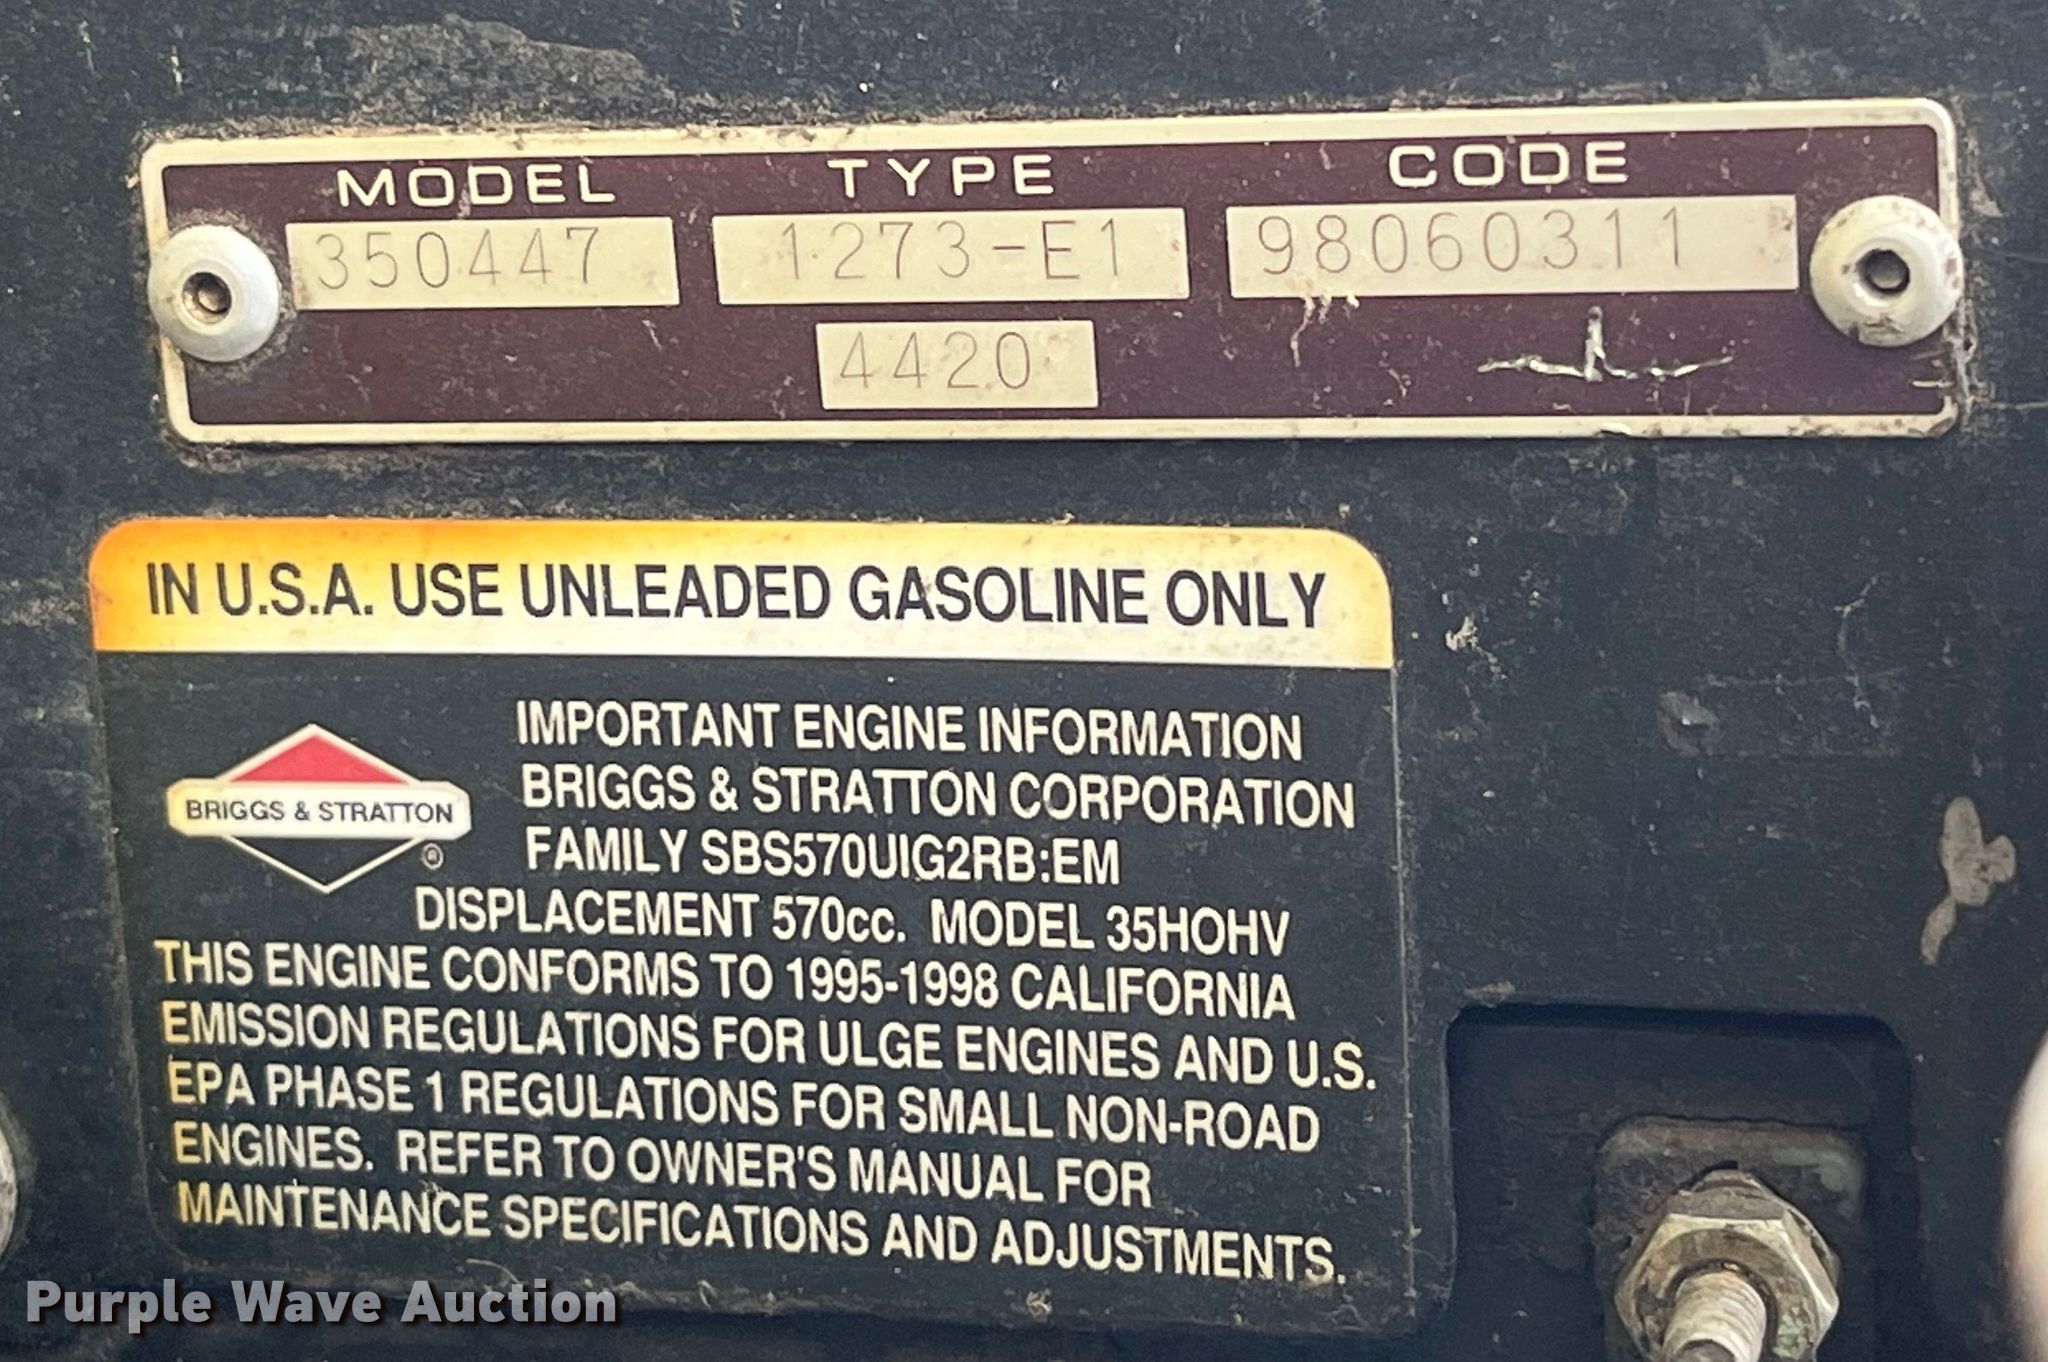 MODEL TYPE CODE
350447 1273-E1 98060311
4420
IN U.S.A. USE UNLEADED GASOLINE ONLY
IMPORTANT ENGINE INFORMATION
BRIGGS & STRATTON CORPORATION
BRIGGS & STRATTON
®
FAMILY SBS570UIG2RB:EM
DISPLACEMENT 570cc. MODEL 35HOHV
THIS ENGINE CONFORMS TO 1995-1998 CALIFORNIA
EMISSION REGULATIONS FOR ULGE ENGINES AND U.S.
EPA PHASE 1 REGULATIONS FOR SMALL NON-ROAD
ENGINES. REFER TO OWNER'S MANUAL FOR
MAINTENANCE SPECIFICATIONS AND ADJUSTMENTS.
Purple Wave Auction